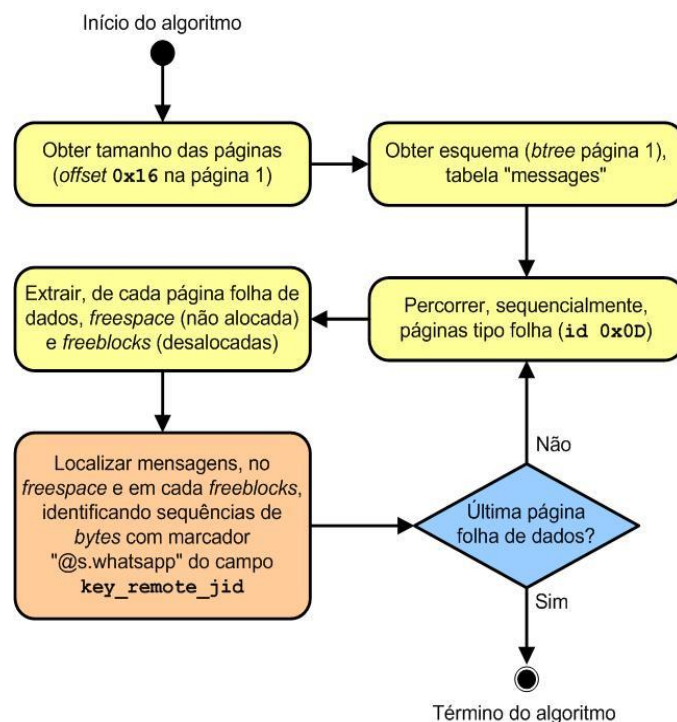 Início do algoritmo
Obter tamanho das páginas
(offset 0x16 na página 1)
Obter esquema (btree página 1),
tabela "messages"
Percorrer, sequencialmente,
páginas tipo folha (id 0x0D)
Extrair, de cada página folha de
dados, freespace (não alocada)
e freeblocks (desalocadas)
Localizar mensagens, no
freespace e em cada freeblocks,
identificando sequências de
bytes com marcador
"@s.whatsapp" do campo
key_remote_jid
Última página
folha de dados?
Não
Sim
Término do algoritmo